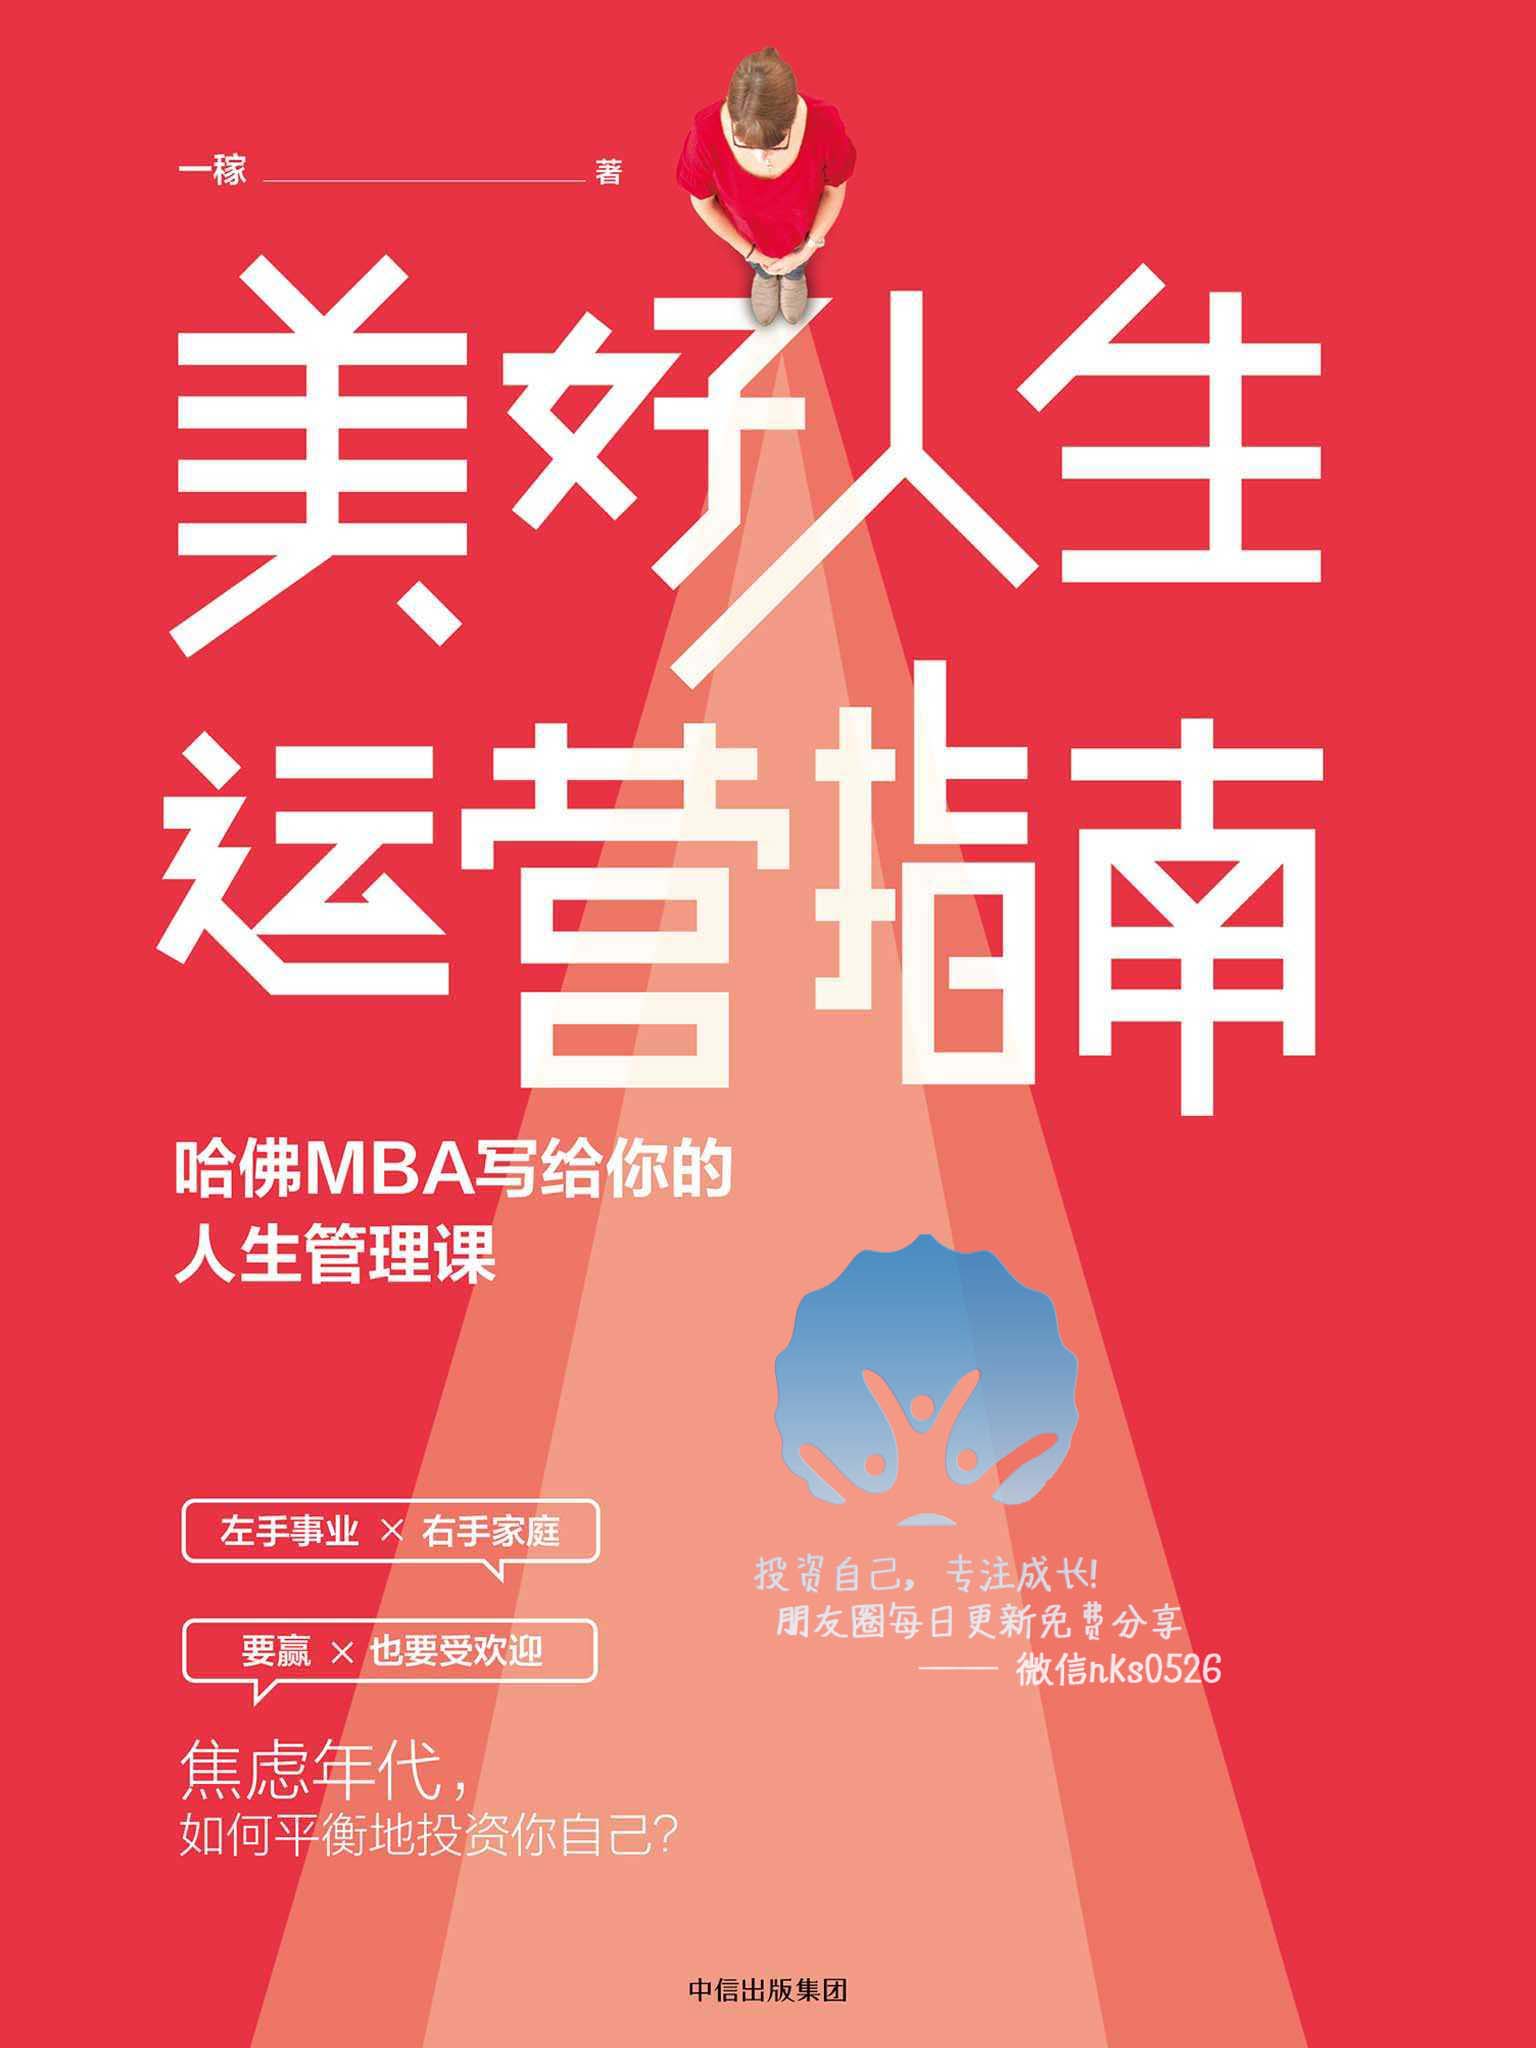 一稼 著
美好人生
运营指南
哈佛MBA写给你的
人生管理课
左手事业 × 右手家庭
要赢 × 也要受欢迎
焦虑年代，
如何平衡地投资你自己？
投资自己，专注成长！
朋友圈每日更新免费分享
—— 微信nks0526
中信出版集团